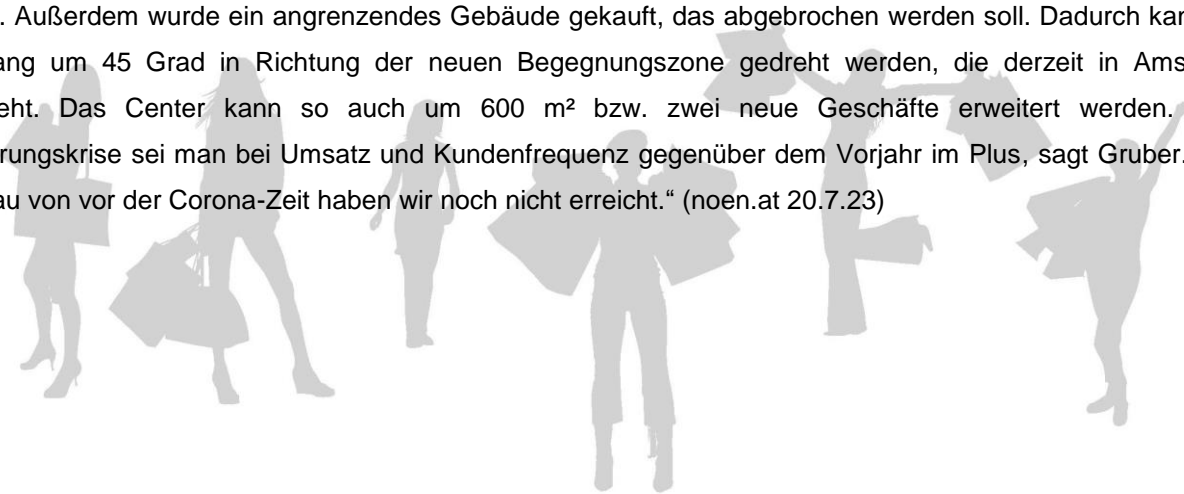 . Außerdem wurde ein angrenzendes Gebäude gekauft, das abgebrochen werden soll. Dadurch
ang um 45 Grad in Richtung der neuen Begegnungszone gedreht werden, die derzeit in Ams
eht. Das Center kann so auch um 600 m² bzw. zwei neue Geschäfte erweitert werden.
rungskrise sei man bei Umsatz und Kundenfrequenz gegenüber dem Vorjahr im Plus, sagt Gruber.
au von vor der Corona-Zeit haben wir noch nicht erreicht.“ (noen.at 20.7.23)